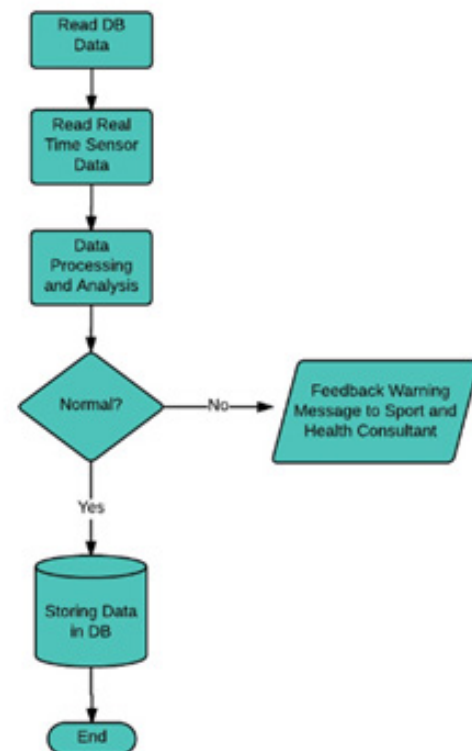 Read DB
Data
Read Real
Time Sensor
Data
Data
Processing
and Analysis
Normal?
No
Feedback Warning
Message to Sport and
Health Consultant
Yes
Storing Data
in DB
End